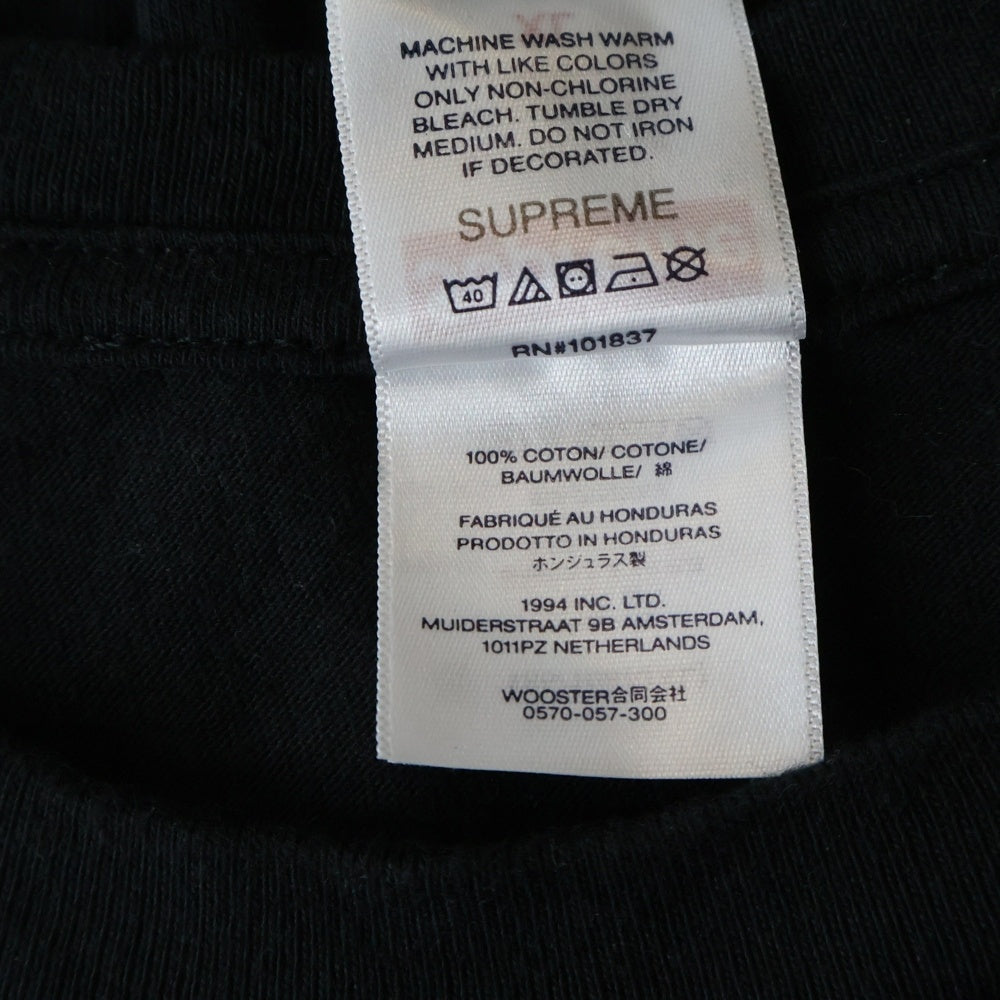 MACHINE WASH WARM
WITH LIKE COLORS
ONLY NON-CHLORINE
BLEACH. TUMBLE DRY
MEDIUM. DO NOT IRON
IF DECORATED.
SUPREME
40
RN#101837
100% COTON/ COTONE/
BAUMWOLLE/ 綿
FABRIQUÉ AU HONDURAS
PRODOTTO IN HONDURAS
ホンジュラス製
1994 INC. LTD.
MUIDERSTRAAT 9B AMSTERDAM,
1011PZ NETHERLANDS
WOOSTER合同会社
0570-057-300